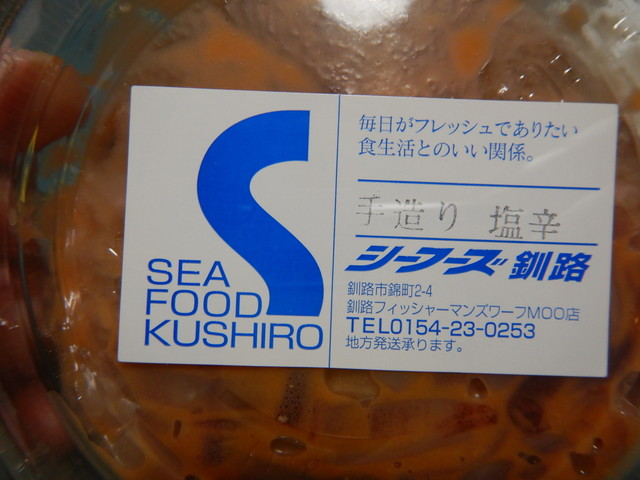 SEA
FOOD
KUSHIRO
毎日がフレッシュでありたい
食生活とのいい関係。
手造り 塩辛
シーフーズ釧路
釧路市錦町2-4
釧路フィッシャーマンズワーフMOO店
TEL0154-23-0253
地方発送承ります。